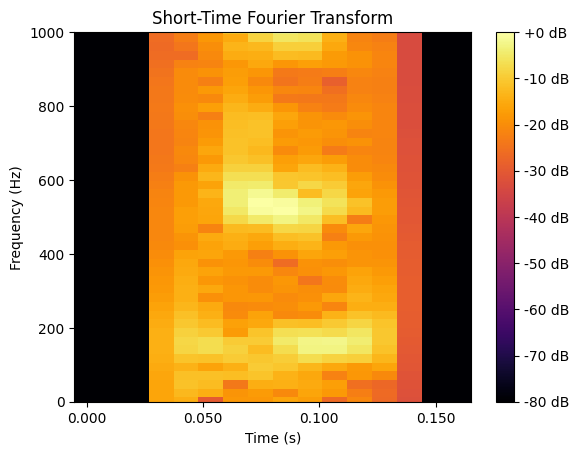 Short-Time Fourier Transform
Frequency (Hz)
1000
800
600
400
200
0
0.000
0.050
0.100
0.150
Time (s)
+0 dB
-10 dB
-20 dB
-30 dB
-40 dB
-50 dB
-60 dB
-70 dB
-80 dB